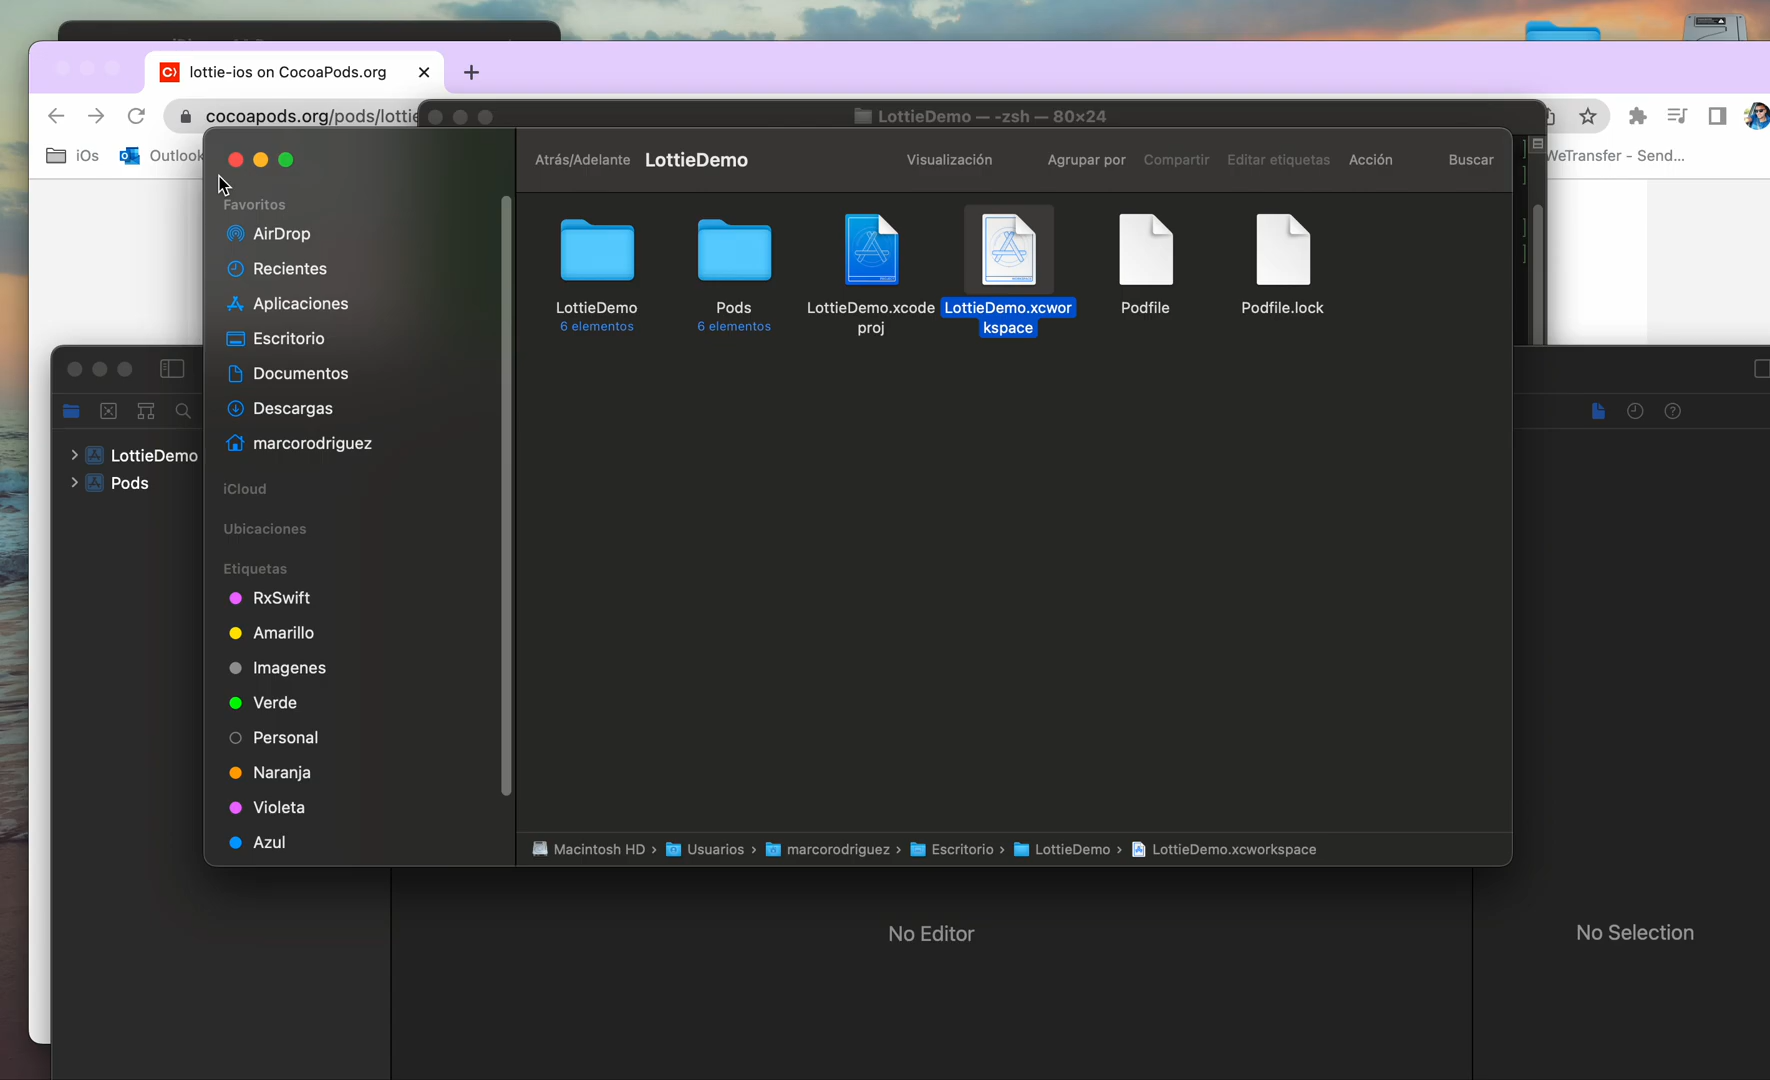 lottie-ios on CocoaPods.org
cocoapods.org/pods/lottie
LottieDemo — -zsh — 80×24
iOs
Outlook
WeTransfer - Send...
Atrás/Adelante
LottieDemo
Visualización
Agrupar por
Compartir
Editar etiquetas
Acción
Buscar
Favoritos
AirDrop
Recientes
Aplicaciones
Escritorio
Documentos
Descargas
marcorodriguez
iCloud
Ubicaciones
Etiquetas
RxSwift
Amarillo
Imagenes
Verde
Personal
Naranja
Violeta
Azul
LottieDemo
6 elementos
Pods
6 elementos
LottieDemo.xcode
proj
LottieDemo.xcwor
kspace
Podfile
Podfile.lock
Macintosh HD
Usuarios
marcorodriguez
Escritorio
LottieDemo
LottieDemo.xcworkspace
LottieDemo
Pods
No Editor
No Selection